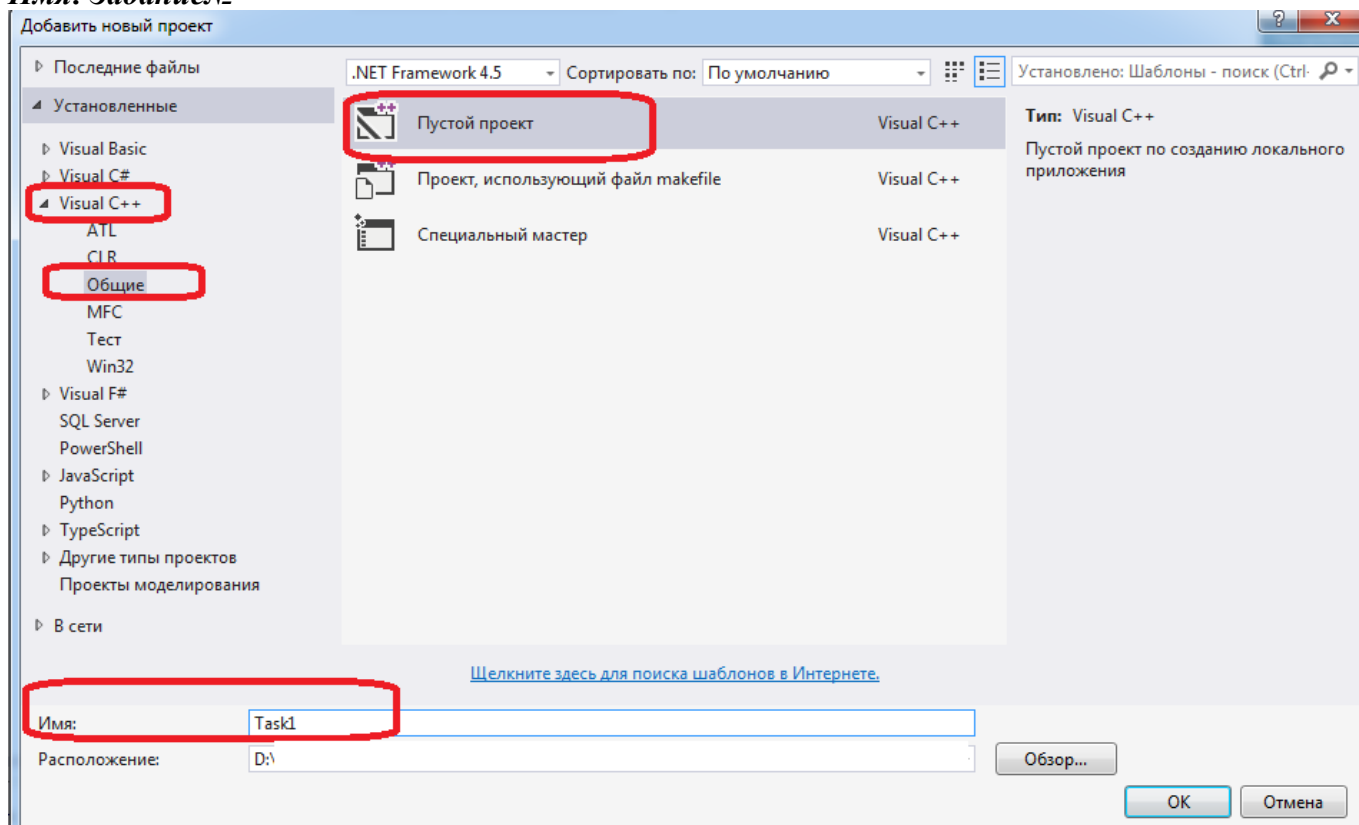 Имя: Задание№
Добавить новый проект
Последние файлы
Установленные
Visual Basic
Visual C#
Visual C++
ATL
CLR
Общие
MFC
Тест
Win32
Visual F#
SQL Server
PowerShell
JavaScript
Python
TypeScript
Другие типы проектов
Проекты моделирования
В сети
.NET Framework 4.5 Сортировать по: По умолчанию
Пустой проект Visual C++
Проект, использующий файл makefile Visual C++
Специальный мастер Visual C++
Щелкните здесь для поиска шаблонов в Интернете.
Установлено: Шаблоны - поиск (Ctrl-
Тип: Visual C++
Пустой проект по созданию локального
приложения
Имя: Task1
Расположение: D:\
Обзор...
ОК Отмена